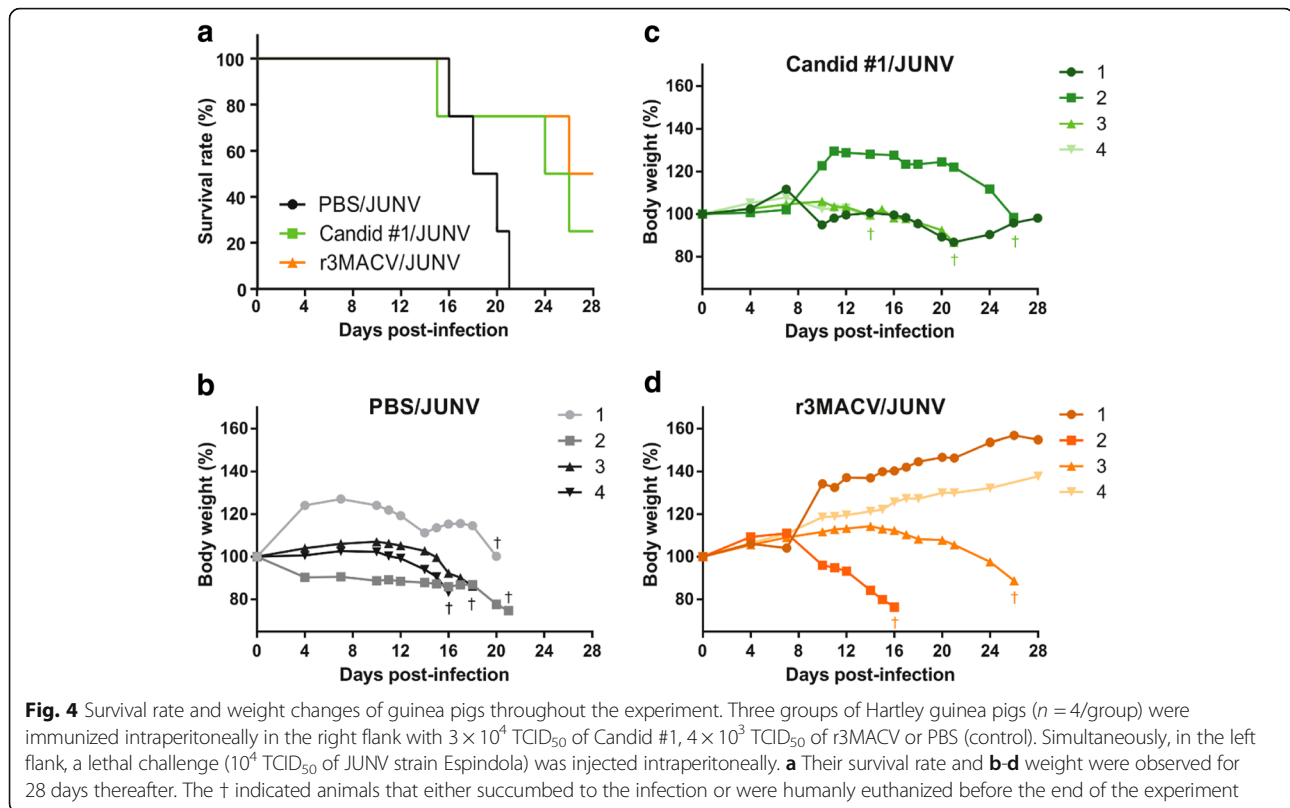 a
100
80
60
40
20
0
Survival rate (%)
PBS/JUNV
Candid #1/JUNV
r3MACV/JUNV
0 4 8 12 16 20 24 28
Days post-infection
c
Candid #1/JUNV
160
140
120
100
80
Body weight (%)
† † †
0 4 8 12 16 20 24 28
Days post-infection
1
2
3
4
b
PBS/JUNV
160
140
120
100
80
Body weight (%)
† † † †
0 4 8 12 16 20 24 28
Days post-infection
1
2
3
4
d
r3MACV/JUNV
160
140
120
100
80
Body weight (%)
† †
0 4 8 12 16 20 24 28
Days post-infection
1
2
3
4
Fig. 4 Survival rate and weight changes of guinea pigs throughout the experiment. Three groups of Hartley guinea pigs (n = 4/group) were
immunized intraperitoneally in the right flank with 3 × 10⁴ TCID₅₀ of Candid #1, 4 × 10³ TCID₅₀ of r3MACV or PBS (control). Simultaneously, in the left
flank, a lethal challenge (10⁴ TCID₅₀ of JUNV strain Espindola) was injected intraperitoneally. a Their survival rate and b-d weight were observed for
28 days thereafter. The † indicated animals that either succumbed to the infection or were humanly euthanized before the end of the experiment